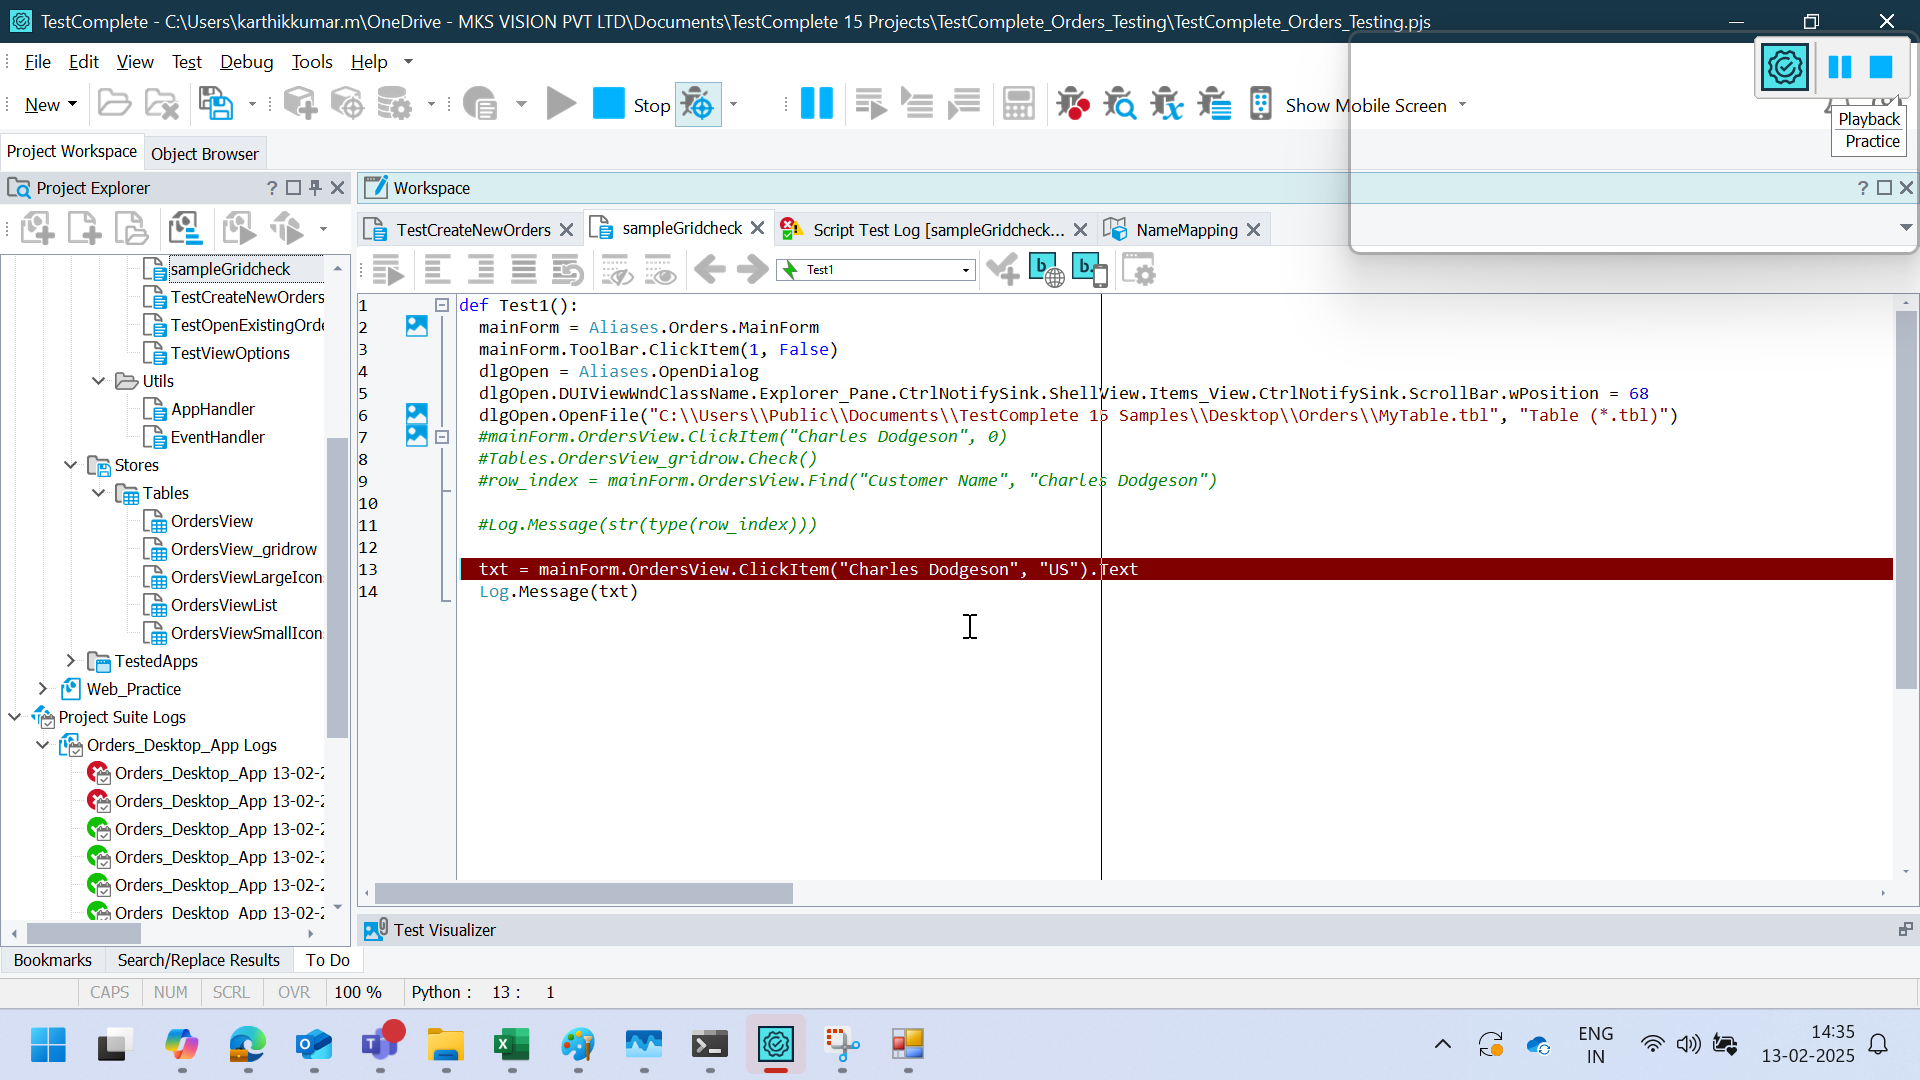 TestComplete - C:\Users\karthikkumar.m\OneDrive - MKS VISION PVT LTD\Documents\TestComplete 15 Projects\TestComplete_Orders_Testing\TestComplete_Orders_Testing.pjs
File Edit View Test Debug Tools Help
New
Stop
Show Mobile Screen
Playback
Practice
Project Workspace
Object Browser
Project Explorer
Workspace
TestCreateNewOrders
sampleGridcheck
Script Test Log [sampleGridcheck...
NameMapping
Test1
sampleGridcheck
TestCreateNewOrders
TestOpenExistingOrde
TestViewOptions
Utils
AppHandler
EventHandler
Stores
Tables
OrdersView
OrdersView_gridrow
OrdersViewLargeIcon
OrdersViewList
OrdersViewSmallIcon
TestedApps
Web_Practice
Project Suite Logs
Orders_Desktop_App Logs
Orders_Desktop_App 13-02-2
Orders_Desktop_App 13-02-2
Orders_Desktop_App 13-02-2
Orders_Desktop_App 13-02-2
Orders_Desktop_App 13-02-2
Orders_Desktop_App 13-02-2
1 def Test1():
2 mainForm = Aliases.Orders.MainForm
3 mainForm.ToolBar.ClickItem(1, False)
4 dlgOpen = Aliases.OpenDialog
5 dlgOpen.DUIViewWndClassName.Explorer_Pane.CtrlNotifySink.ShellView.Items_View.CtrlNotifySink.ScrollBar.wPosition = 68
6 dlgOpen.OpenFile("C:\\Users\\Public\\Documents\\TestComplete 15 Samples\\Desktop\\Orders\\MyTable.tbl", "Table (*.tbl)")
7 #mainForm.OrdersView.ClickItem("Charles Dodgeson", 0)
8 #Tables.OrdersView_gridrow.Check()
9 #row_index = mainForm.OrdersView.Find("Customer Name", "Charles Dodgeson")
10
11 #Log.Message(str(type(row_index)))
12
13 txt = mainForm.OrdersView.ClickItem("Charles Dodgeson", "US").Text
14 Log.Message(txt)
Test Visualizer
Bookmarks
Search/Replace Results
To Do
CAPS NUM SCRL OVR 100 % Python : 13 : 1
ENG
IN
14:35
13-02-2025